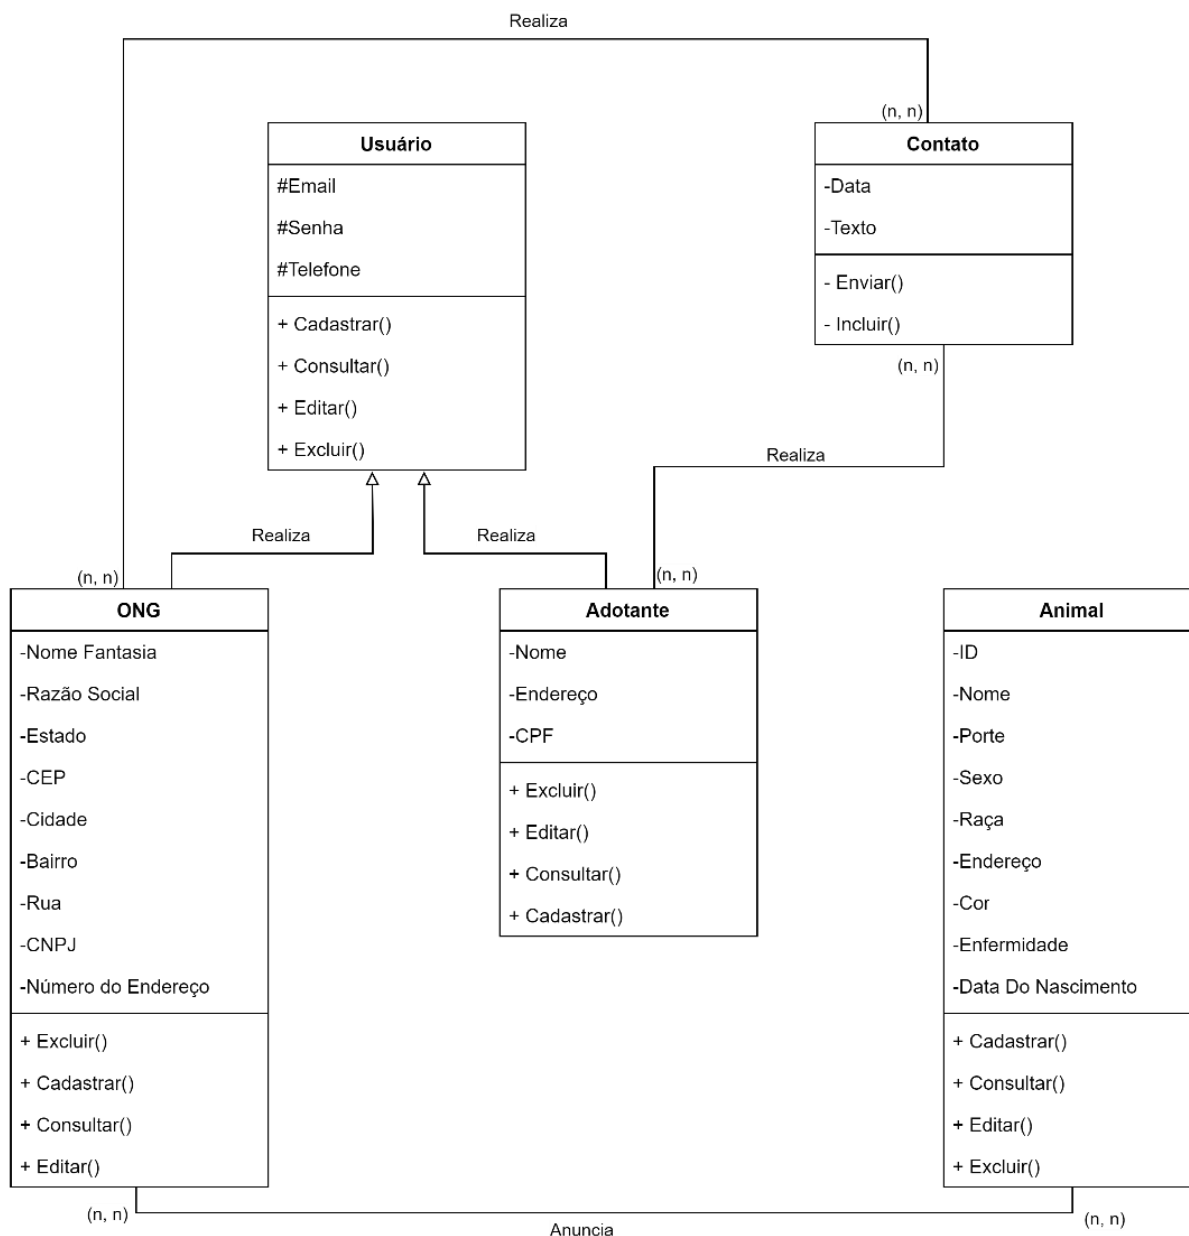 Realiza
(n, n)
Usuário
#Email
#Senha
#Telefone
+ Cadastrar()
+ Consultar()
+ Editar()
+ Excluir()
Contato
-Data
-Texto
- Enviar()
- Incluir()
(n, n)
Realiza
Realiza
Realiza
(n, n)
(n, n)
ONG
-Nome Fantasia
-Razão Social
-Estado
-CEP
-Cidade
-Bairro
-Rua
-CNPJ
-Número do Endereço
+ Excluir()
+ Cadastrar()
+ Consultar()
+ Editar()
Adotante
-Nome
-Endereço
-CPF
+ Excluir()
+ Editar()
+ Consultar()
+ Cadastrar()
Animal
-ID
-Nome
-Porte
-Sexo
-Raça
-Endereço
-Cor
-Enfermidade
-Data Do Nascimento
+ Cadastrar()
+ Consultar()
+ Editar()
+ Excluir()
(n, n)
(n, n)
Anuncia